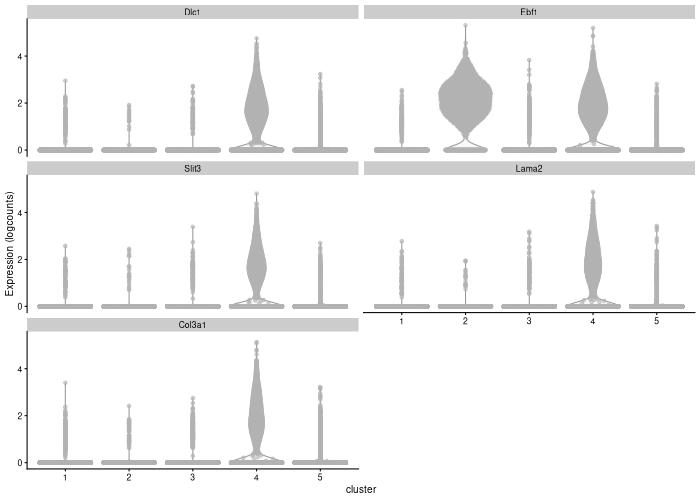 Dlc1
Ebf1
4
2
0
Slit3
Lama2
Expression (logcounts)
4
2
0
1 2 3 4 5
Col3a1
4
2
0
1 2 3 4 5
cluster